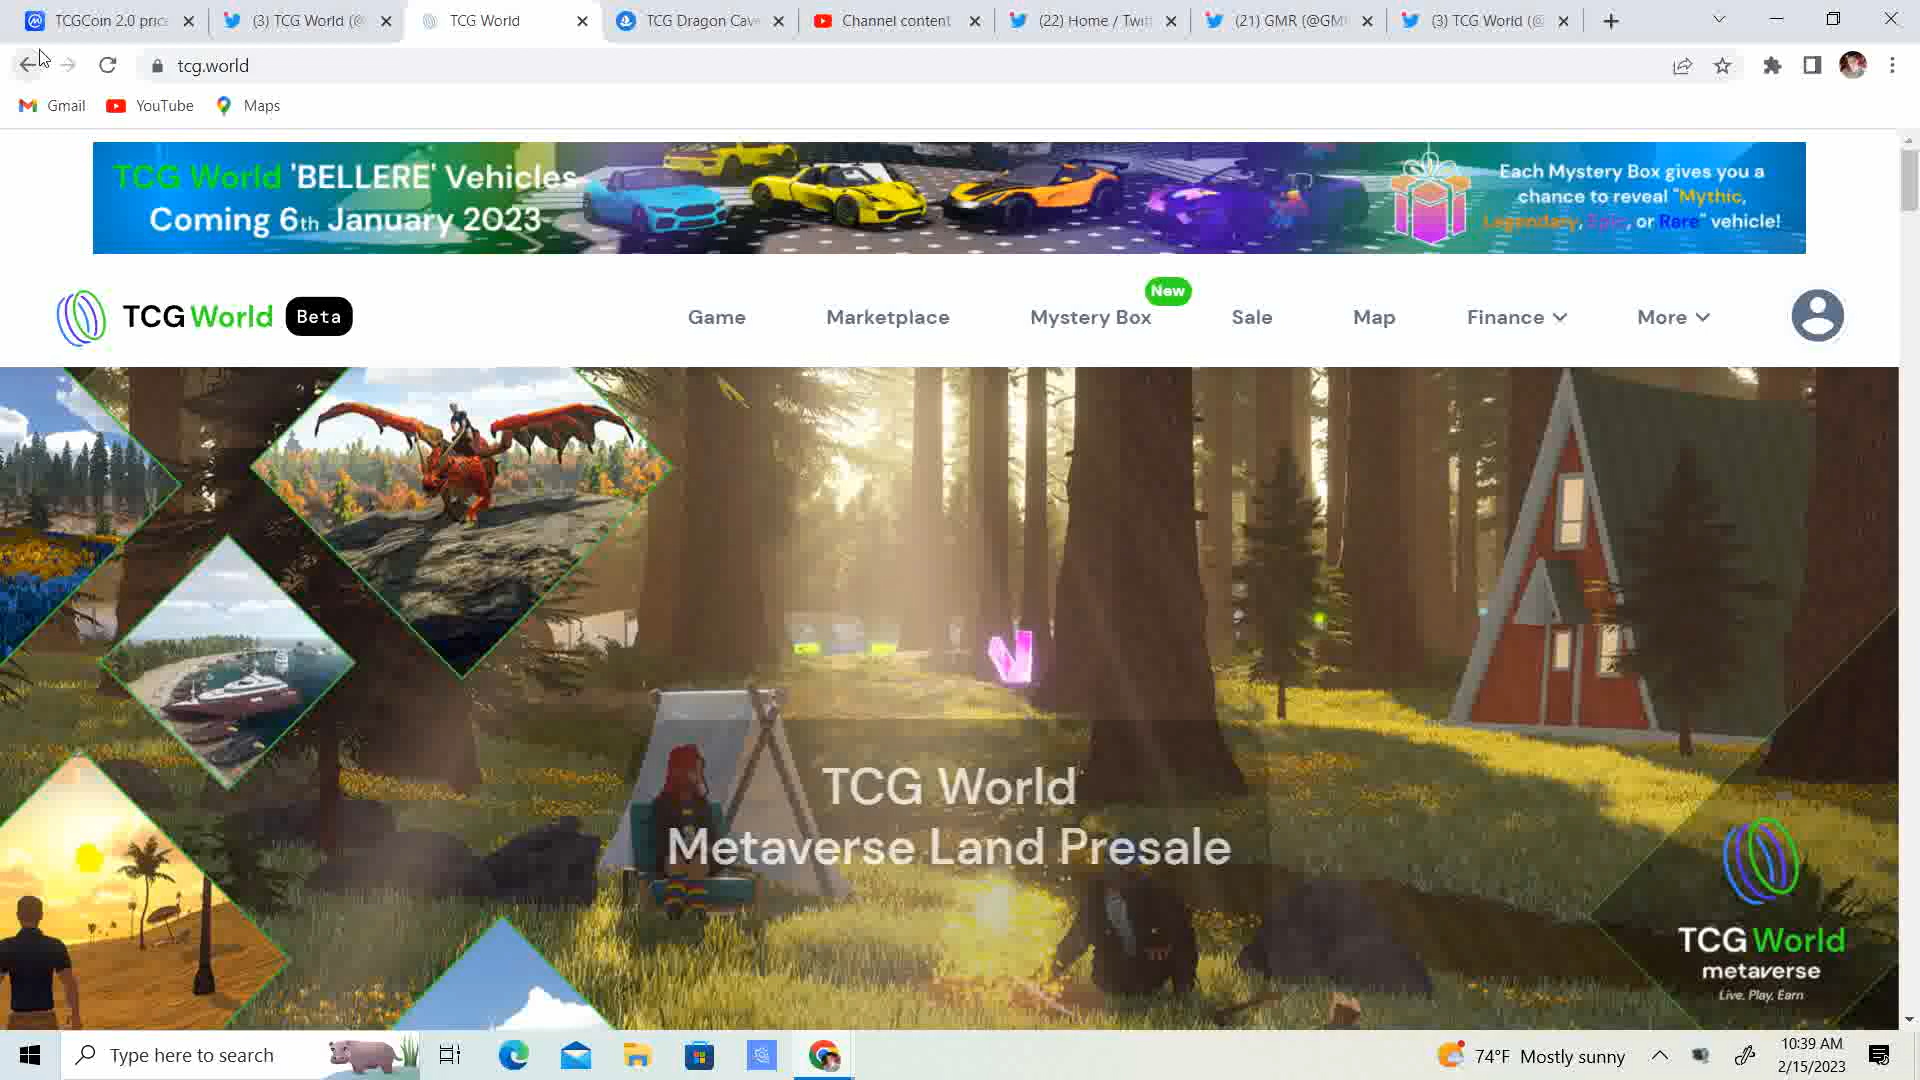 TCGCoin 2.0 price
(3) TCG World (@
TCG World
TCG Dragon Cave
Channel content
(22) Home / Twit
(21) GMR (@GM
(3) TCG World (@
tcg.world
Gmail
YouTube
Maps
TCG World 'BELLERE' Vehicles
Coming 6th January 2023
Each Mystery Box gives you a
chance to reveal "Mythic,
Legendary, Epic, or Rare" vehicle!
TCG World
Beta
Game
Marketplace
Mystery Box
New
Sale
Map
Finance
More
TCG World
Metaverse Land Presale
TCG World
metaverse
Live, Play, Earn
Type here to search
74°F Mostly sunny
10:39 AM
2/15/2023